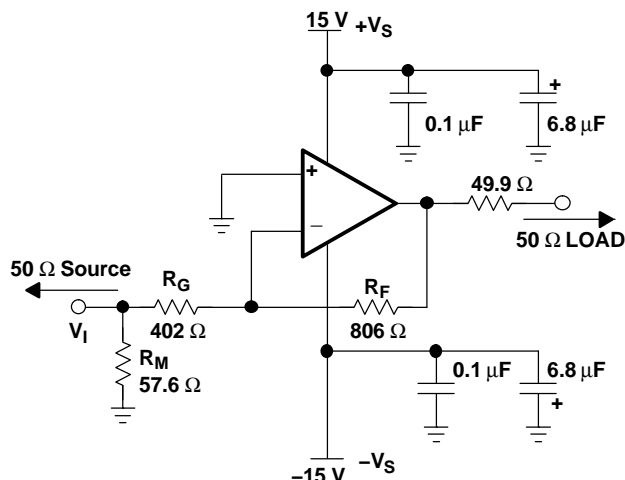 15 V +VS
+
0.1 µF
6.8 µF
+
49.9 Ω
_
50 Ω LOAD
50 Ω Source
RG
RF
VI
402 Ω
806 Ω
RM
57.6 Ω
0.1 µF
6.8 µF
+
−15 V
−VS